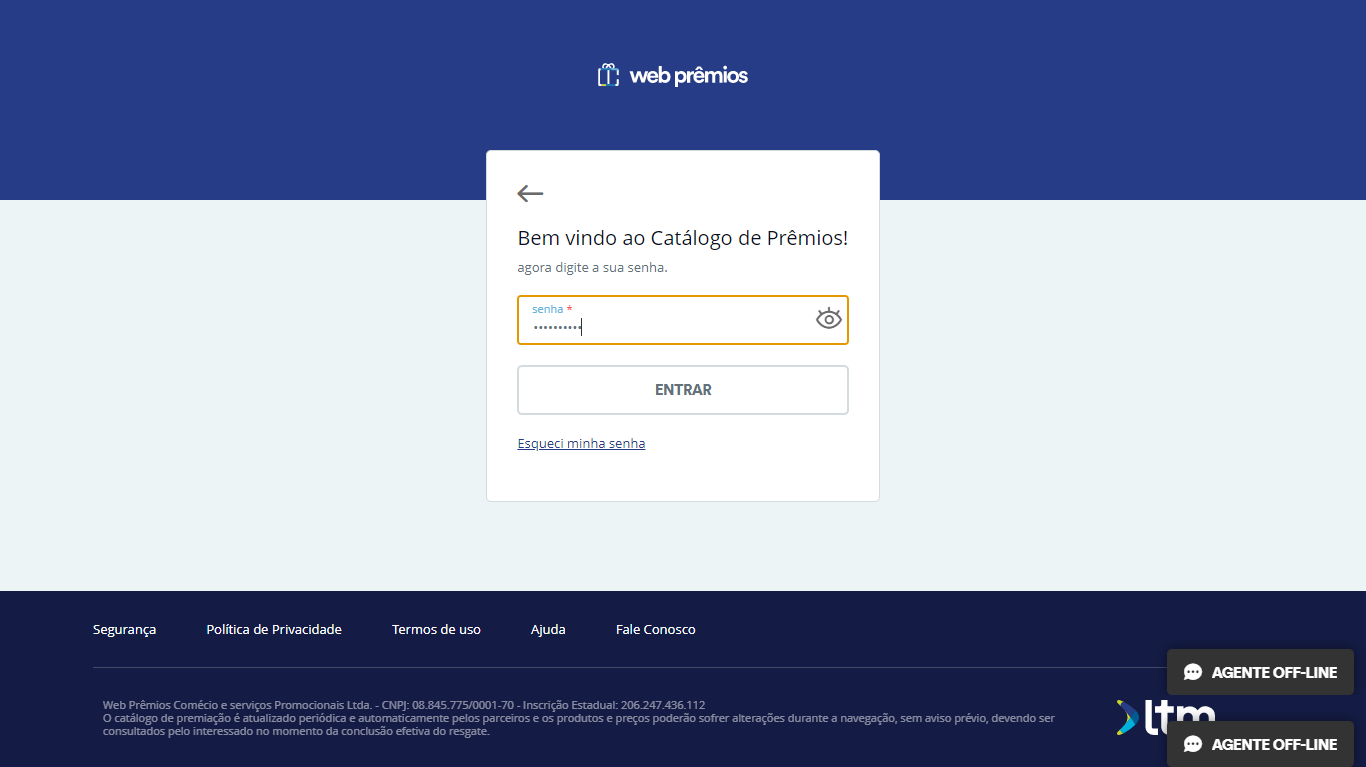 web prêmios
Bem vindo ao Catálogo de Prêmios!
agora digite a sua senha.
senha *
••••••••••
ENTRAR
Esqueci minha senha
Segurança Política de Privacidade Termos de uso Ajuda Fale Conosco
AGENTE OFF-LINE
Web Prêmios Comécio e serviços Promocionais Ltda. - CNPJ: 08.845.775/0001-70 - Inscrição Estadual: 206.247.436.112
O catálogo de premiação é atualizado periódica e automaticamente pelos parceiros e os produtos e preços poderão sofrer alterações durante a navegação, sem aviso prévio, devendo ser
consultados pelo interessado no momento da conclusão efetiva do resgate.
ltm
AGENTE OFF-LINE